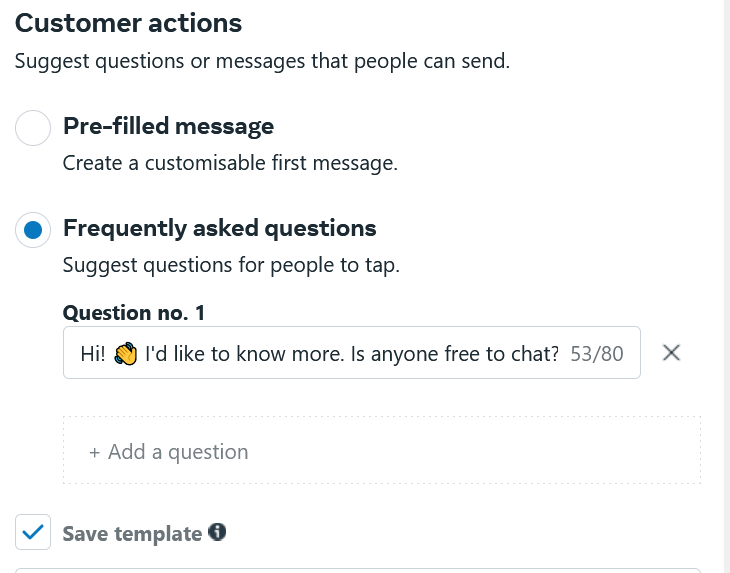 Customer actions
Suggest questions or messages that people can send.
Pre-filled message
Create a customisable first message.
Frequently asked questions
Suggest questions for people to tap.
Question no. 1
Hi! 👋 I'd like to know more. Is anyone free to chat? 53/80
+ Add a question
Save template